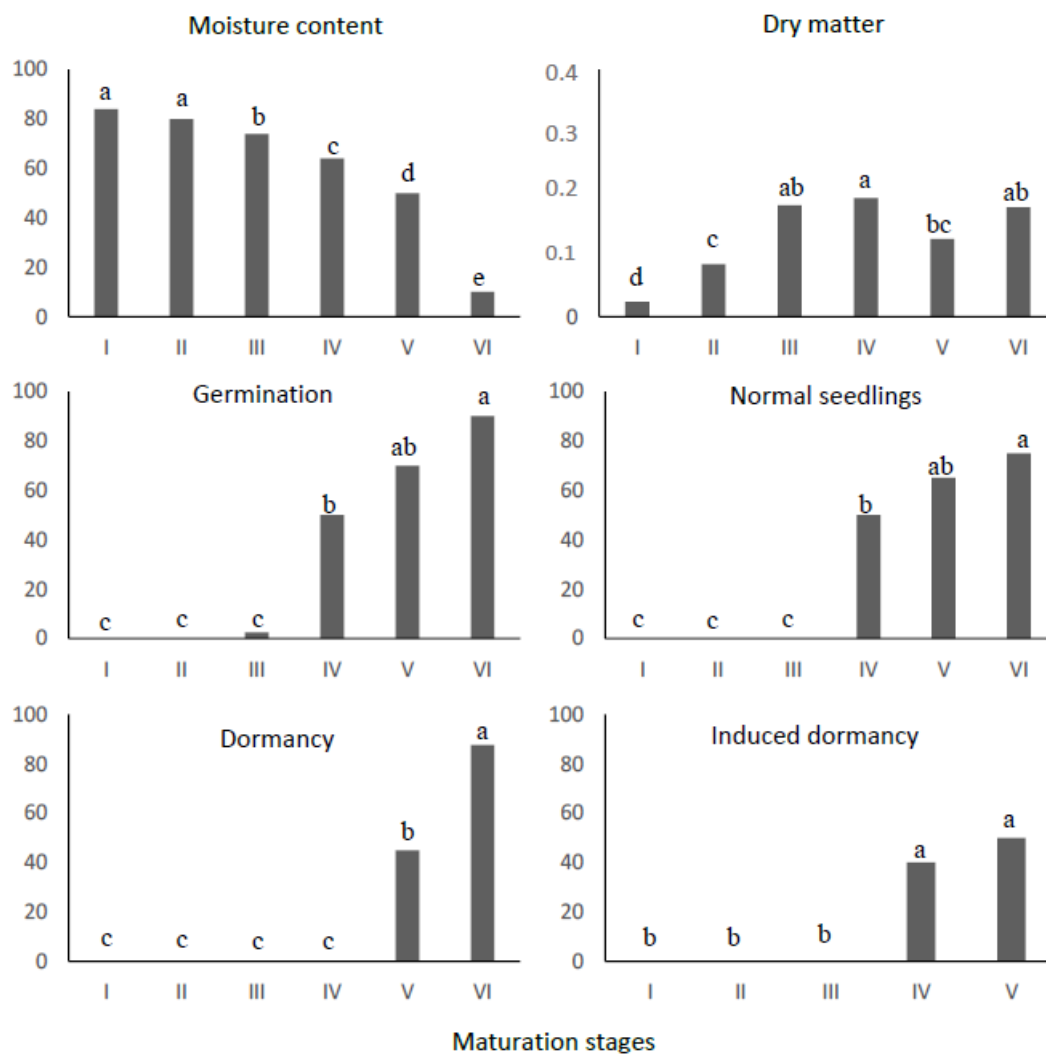 Moisture content
100
80
60
40
20
0
a
a
b
c
d
e
I II III IV V VI
Dry matter
0.4
0.3
0.2
0.1
0
d
c
ab
a
bc
ab
I II III IV V VI
Germination
100
80
60
40
20
0
c c c
b
ab
a
I II III IV V VI
Normal seedlings
100
80
60
40
20
0
c c c
b
ab
a
I II III IV V VI
Dormancy
100
80
60
40
20
0
c c c c
b
a
I II III IV V VI
Induced dormancy
100
80
60
40
20
0
b b b
a
a
I II III IV V
Maturation stages